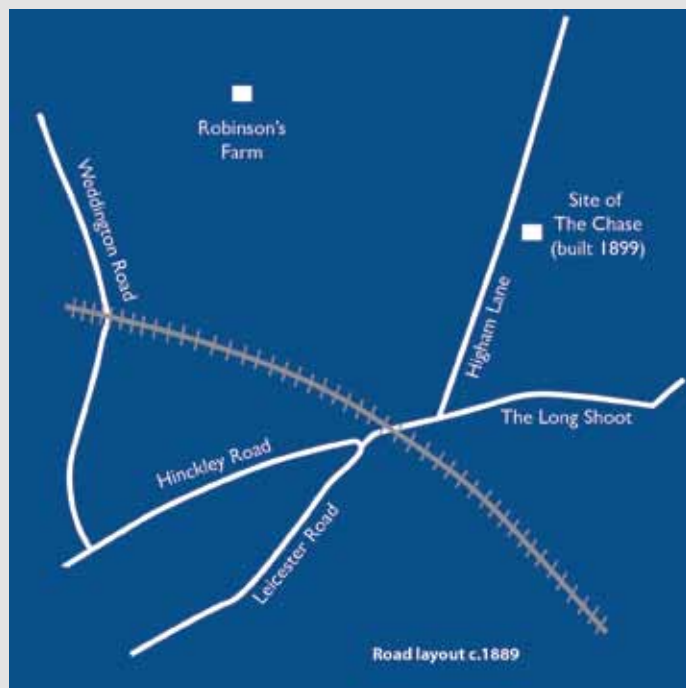 Robinson's
Farm
Weddington Road
Site of
The Chase
(built 1899)
Higham Lane
The Long Shoot
Hinckley Road
Leicester Road
Road layout c.1889